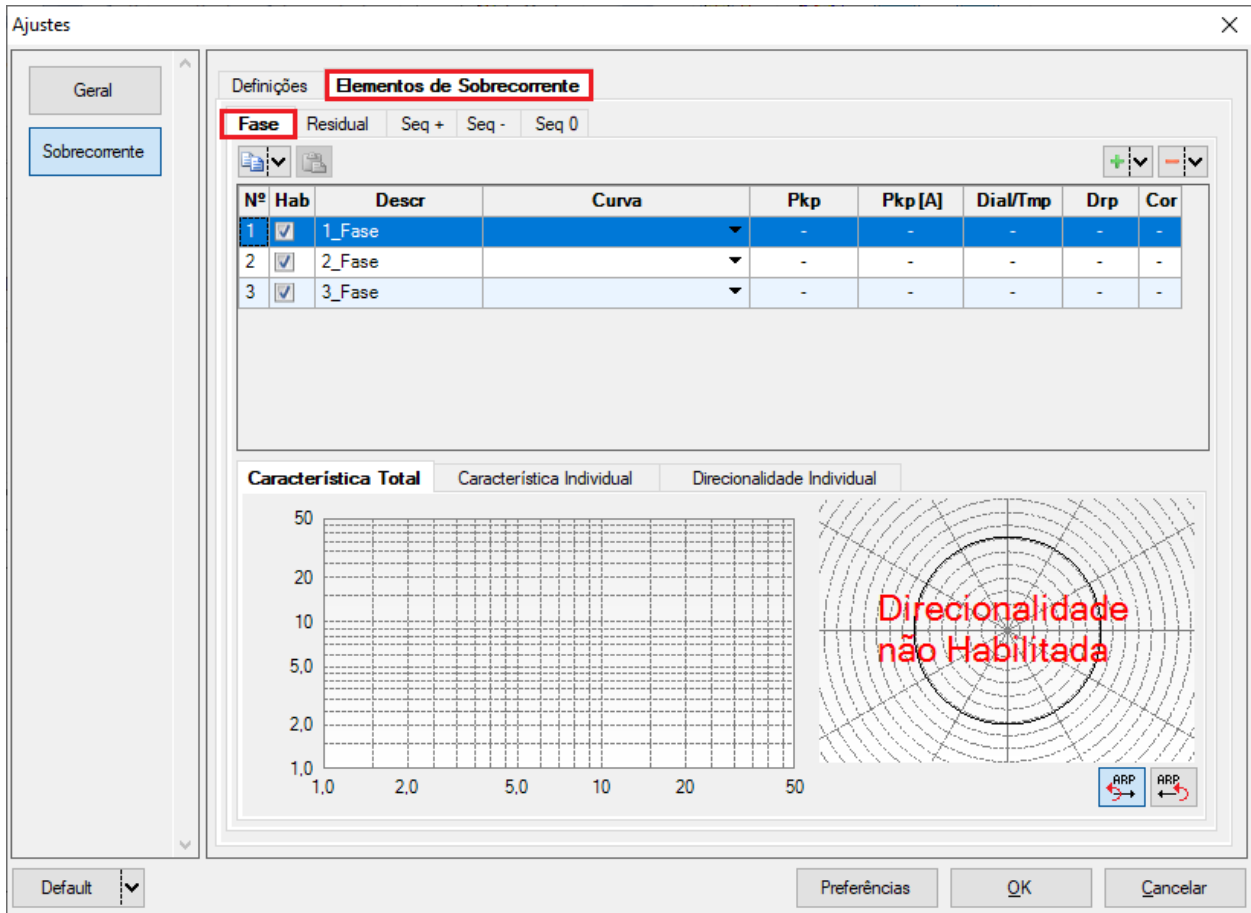 Ajustes
Geral
Sobrecorrente
Definições Elementos de Sobrecorrente
Fase Residual Seq + Seq - Seq 0
Nº Hab Descr Curva Pkp Pkp [A] Dial/Tmp Drp Cor
1 1_Fase - - - - -
2 2_Fase - - - - -
3 3_Fase - - - - -
Característica Total Característica Individual Direcionalidade Individual
50
20
10
5,0
2,0
1,0
1,0 2,0 5,0 10 20 50
Direcionalidade
não Habilitada
ARP ARP
Default Preferências OK Cancelar